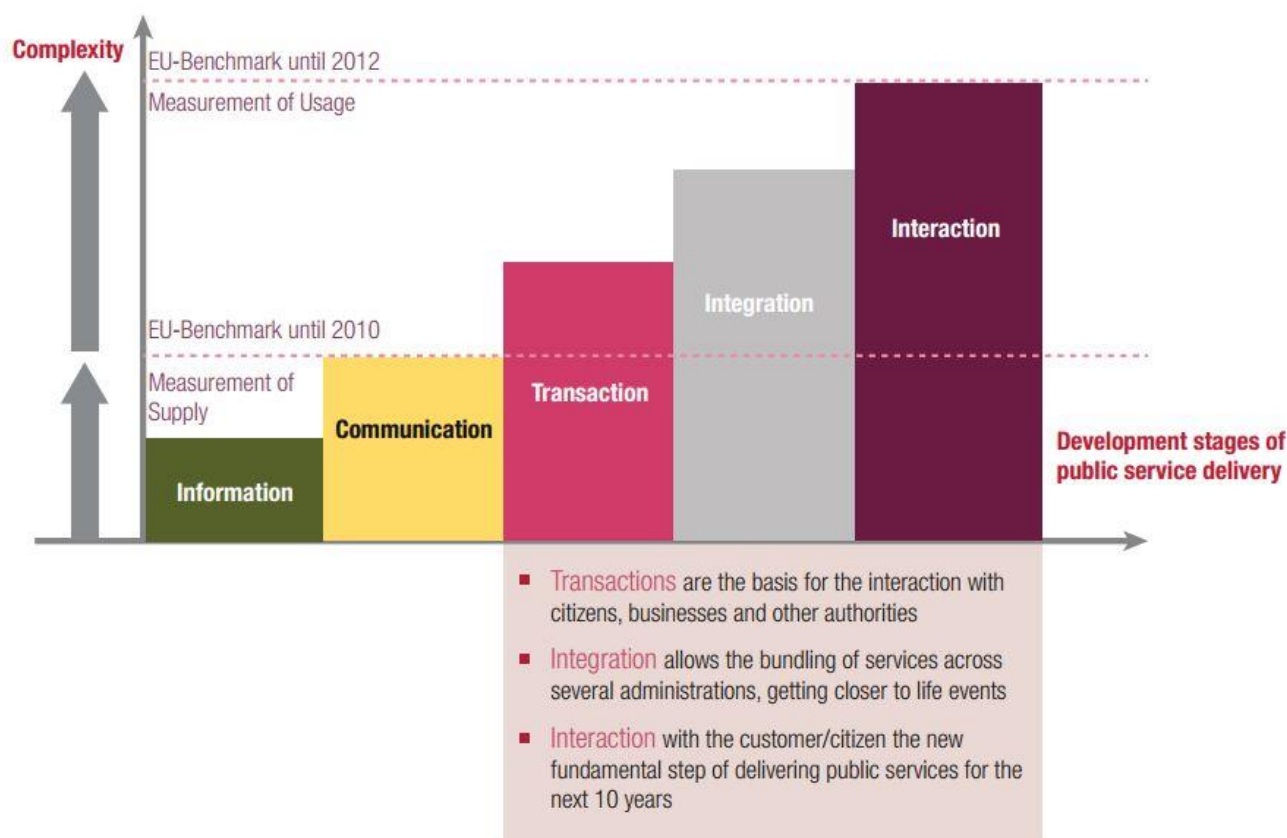 Complexity
EU-Benchmark until 2012
Measurement of Usage
Interaction
Integration
EU-Benchmark until 2010
Measurement of
Supply
Transaction
Communication
Information
Development stages of
public service delivery
▪ Transactions are the basis for the interaction with
citizens, businesses and other authorities
▪ Integration allows the bundling of services across
several administrations, getting closer to life events
▪ Interaction with the customer/citizen the new
fundamental step of delivering public services for the
next 10 years